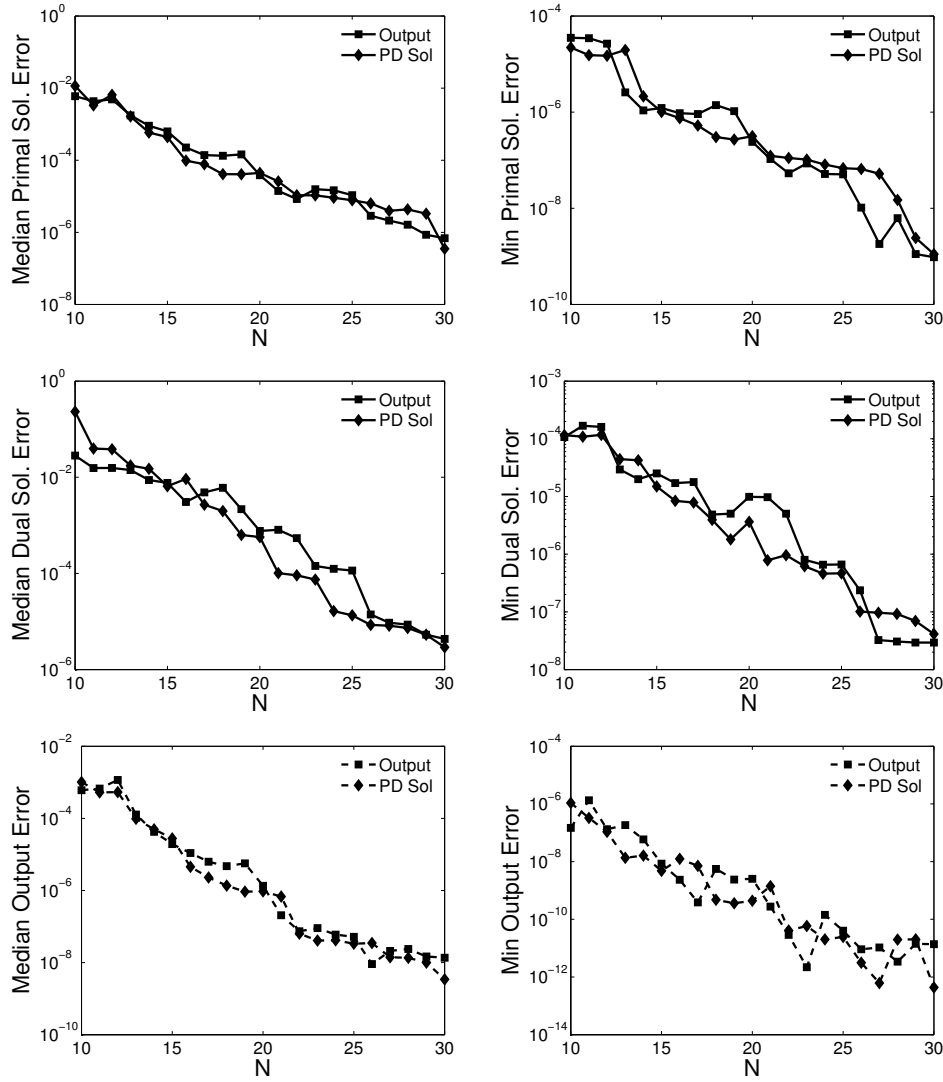 10^0
10^-2
10^-4
10^-6
10^-8
Median Primal Sol. Error
Output
PD Sol
10 15 20 25 30
N
10^-4
10^-6
10^-8
10^-10
Min Primal Sol. Error
Output
PD Sol
10 15 20 25 30
N
10^0
10^-2
10^-4
10^-6
Median Dual Sol. Error
Output
PD Sol
10 15 20 25 30
N
10^-3
10^-4
10^-5
10^-6
10^-7
10^-8
Min Dual Sol. Error
Output
PD Sol
10 15 20 25 30
N
10^-2
10^-4
10^-6
10^-8
10^-10
Median Output Error
Output
PD Sol
10 15 20 25 30
N
10^-4
10^-6
10^-8
10^-10
10^-12
10^-14
Min Output Error
Output
PD Sol
10 15 20 25 30
N